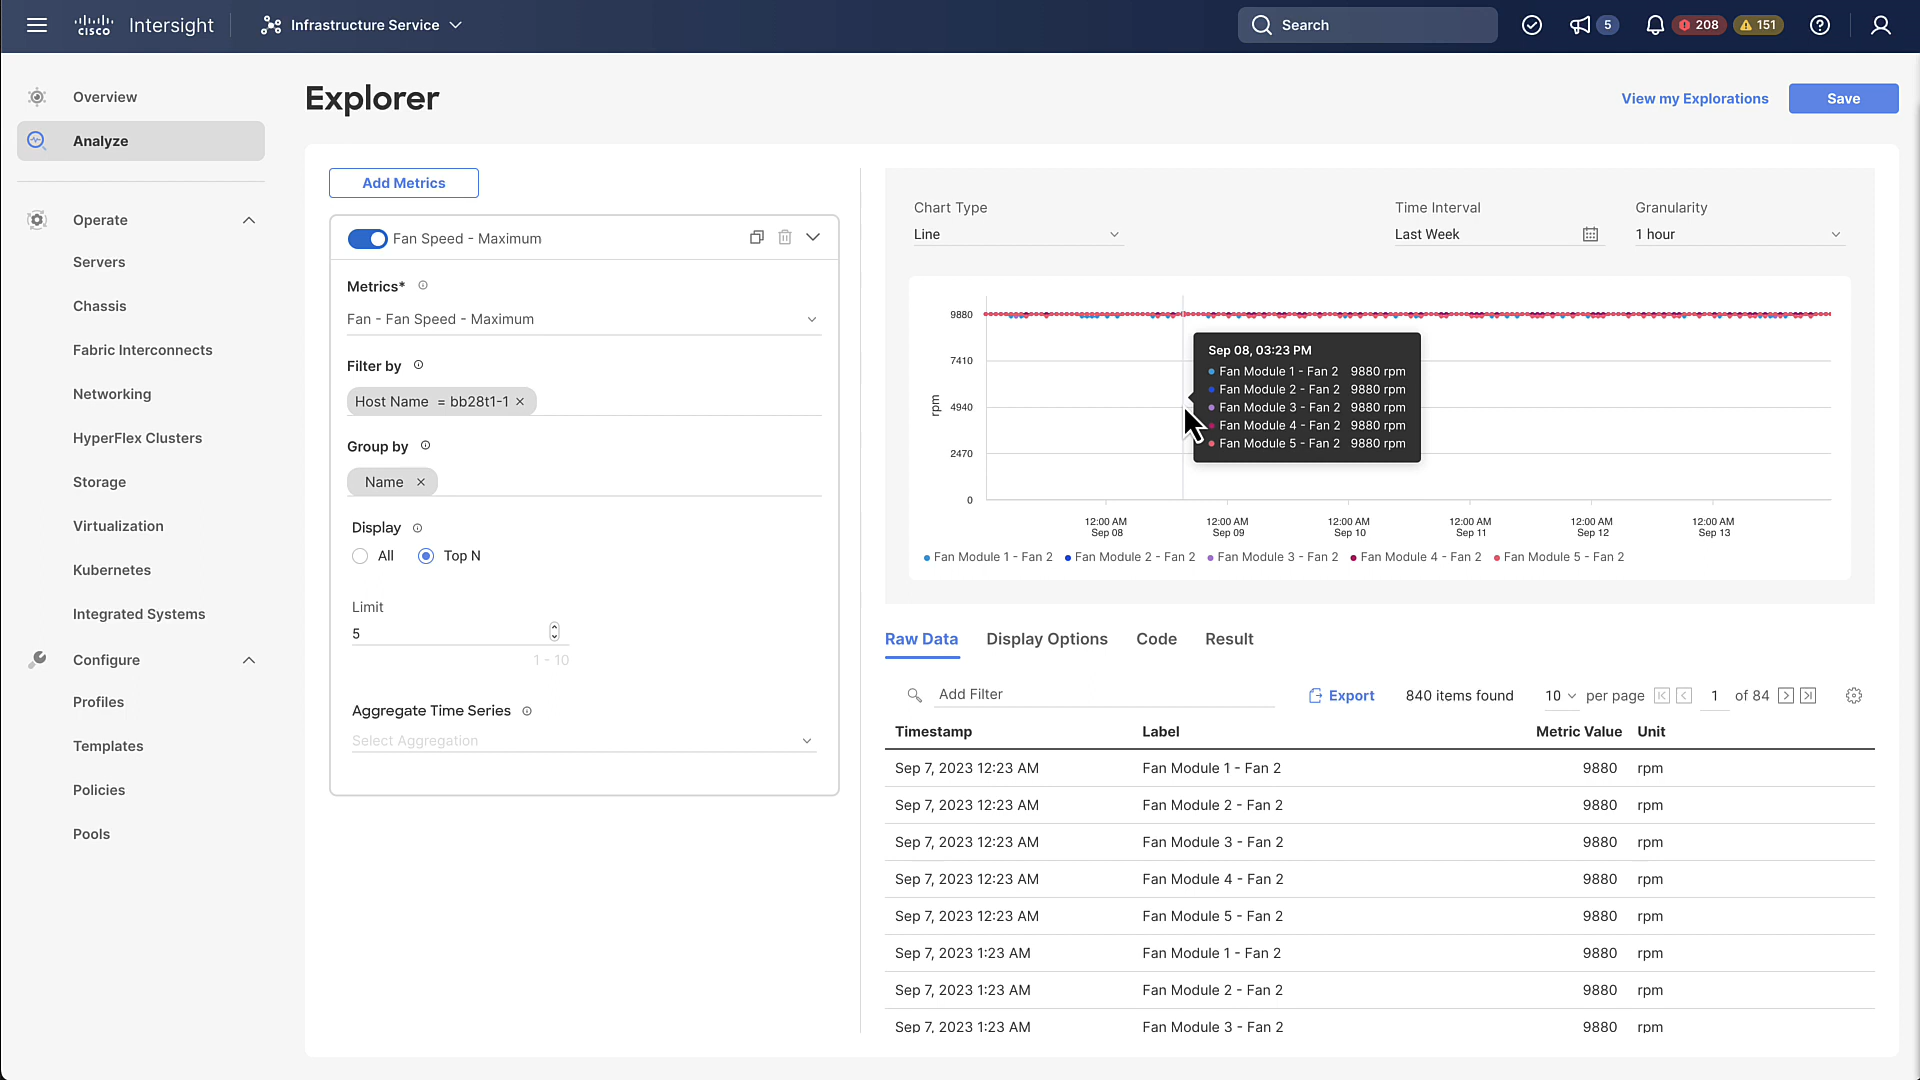 cisco Intersight Infrastructure Service Search 5 208 151
Overview
Analyze
Operate
Servers
Chassis
Fabric Interconnects
Networking
HyperFlex Clusters
Storage
Virtualization
Kubernetes
Integrated Systems
Configure
Profiles
Templates
Policies
Pools
Explorer
View my Explorations Save
Add Metrics
Fan Speed - Maximum
Metrics*
Fan - Fan Speed - Maximum
Filter by
Host Name = bb28t1-1 ×
Group by
Name ×
Display
All Top N
Limit
5
1 - 10
Aggregate Time Series
Select Aggregation
Chart Type Time Interval Granularity
Line Last Week 1 hour
rpm
9880
7410
4940
2470
0
Sep 08, 03:23 PM
Fan Module 1 - Fan 2 9880 rpm
Fan Module 2 - Fan 2 9880 rpm
Fan Module 3 - Fan 2 9880 rpm
Fan Module 4 - Fan 2 9880 rpm
Fan Module 5 - Fan 2 9880 rpm
12:00 AM 12:00 AM 12:00 AM 12:00 AM 12:00 AM 12:00 AM
Sep 08 Sep 09 Sep 10 Sep 11 Sep 12 Sep 13
Fan Module 1 - Fan 2 Fan Module 2 - Fan 2 Fan Module 3 - Fan 2 Fan Module 4 - Fan 2 Fan Module 5 - Fan 2
Raw Data Display Options Code Result
Add Filter Export 840 items found 10 per page 1 of 84
Timestamp Label Metric Value Unit
Sep 7, 2023 12:23 AM Fan Module 1 - Fan 2 9880 rpm
Sep 7, 2023 12:23 AM Fan Module 2 - Fan 2 9880 rpm
Sep 7, 2023 12:23 AM Fan Module 3 - Fan 2 9880 rpm
Sep 7, 2023 12:23 AM Fan Module 4 - Fan 2 9880 rpm
Sep 7, 2023 12:23 AM Fan Module 5 - Fan 2 9880 rpm
Sep 7, 2023 1:23 AM Fan Module 1 - Fan 2 9880 rpm
Sep 7, 2023 1:23 AM Fan Module 2 - Fan 2 9880 rpm
Sep 7, 2023 1:23 AM Fan Module 3 - Fan 2 9880 rpm